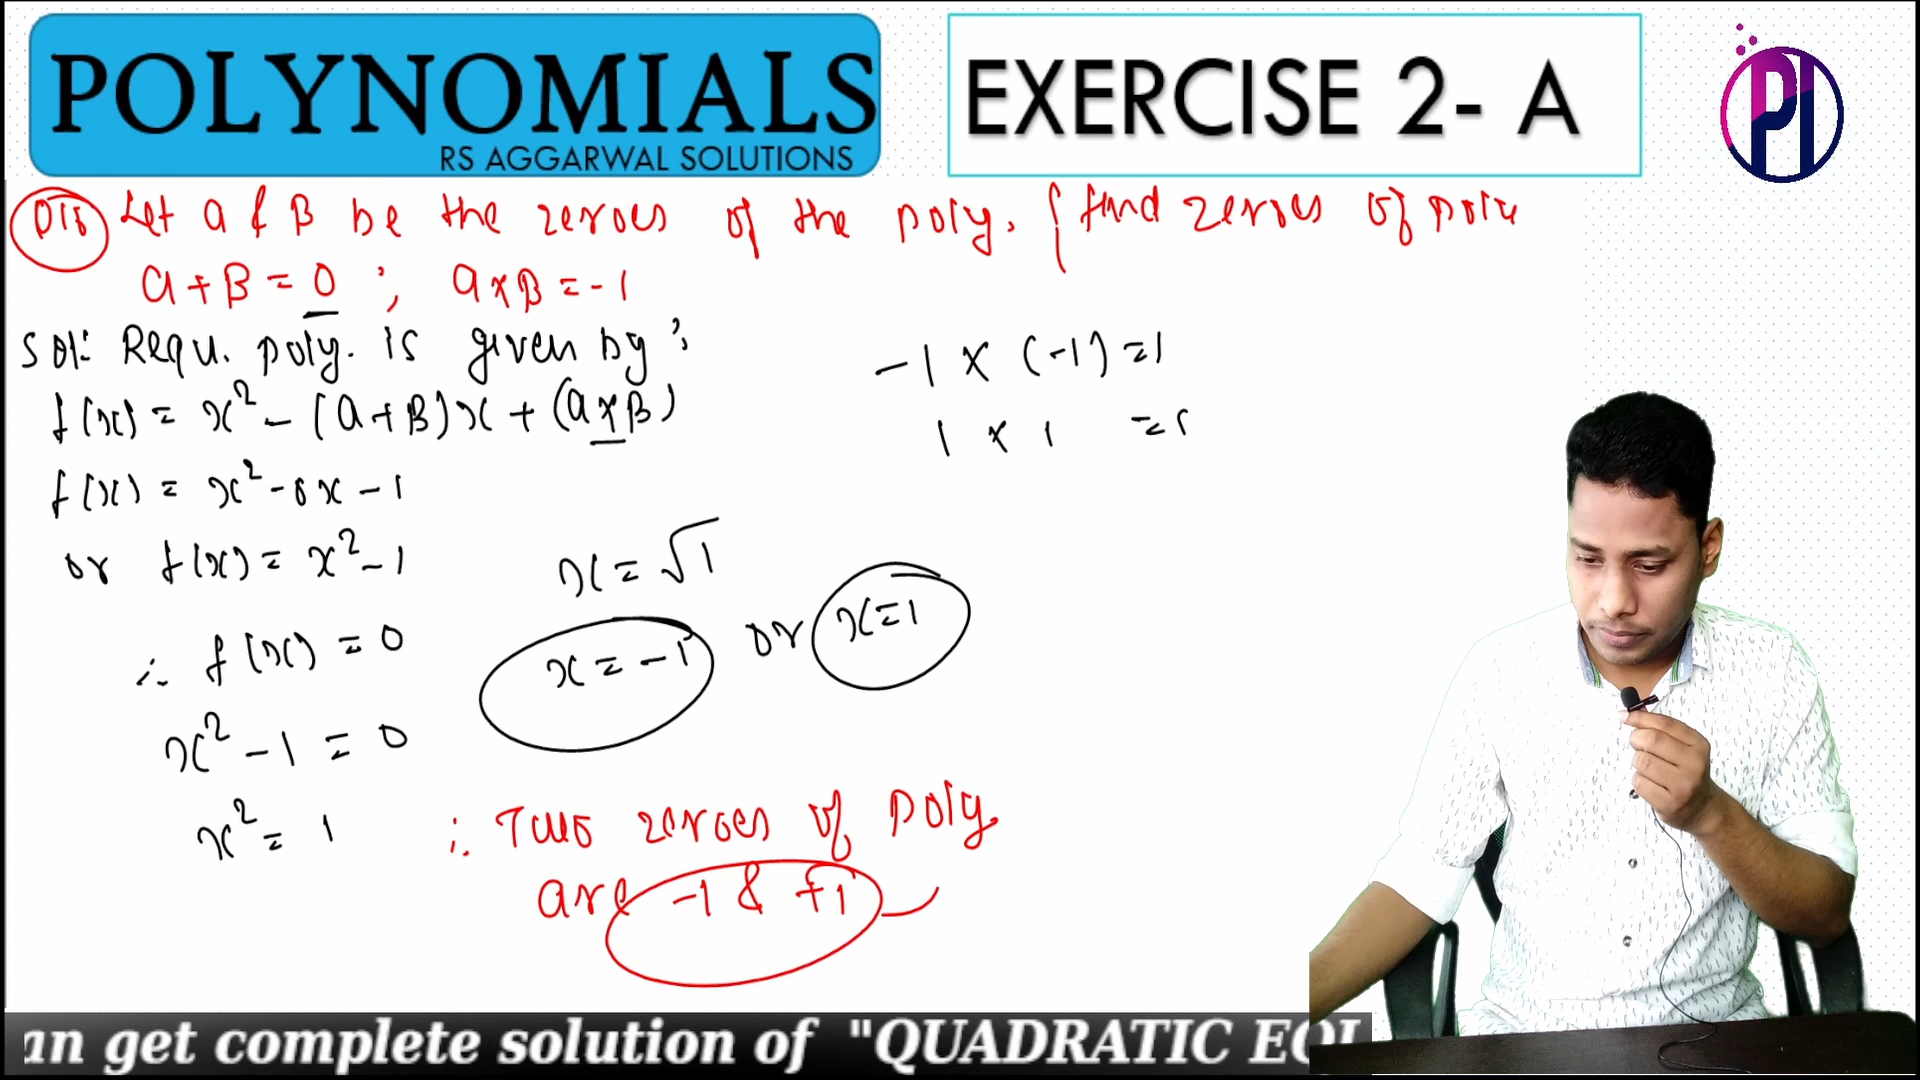 POLYNOMIALS
RS AGGARWAL SOLUTIONS
EXERCISE 2- A
PI
Let α & β be the zeroes of the poly. / find zeroes of poly
α + β = 0 ; α × β = -1
Sol: Requ. poly. is given by :
f(x) = x² - (α + β)x + (α × β)
f(x) = x² - 0x - 1
or f(x) = x² - 1
∴ f(x) = 0
x² - 1 = 0
x² = 1
-1 × (-1) = 1
1 × 1 = 1
x = √1
x = -1 or x = 1
∴ Two zeroes of poly.
are -1 & +1
an get complete solution of "QUADRATIC